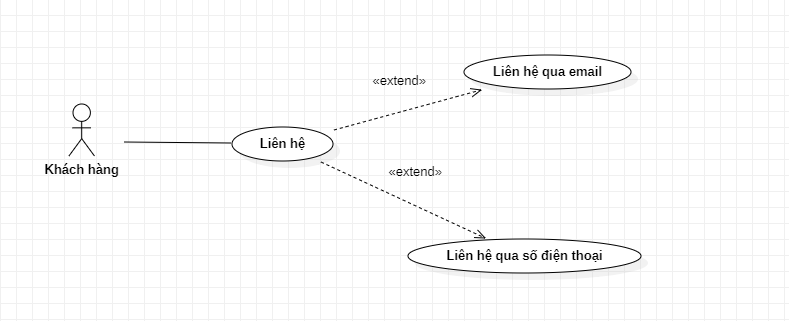 Liên hệ qua email
«extend»
Liên hệ
Khách hàng
«extend»
Liên hệ qua số điện thoại